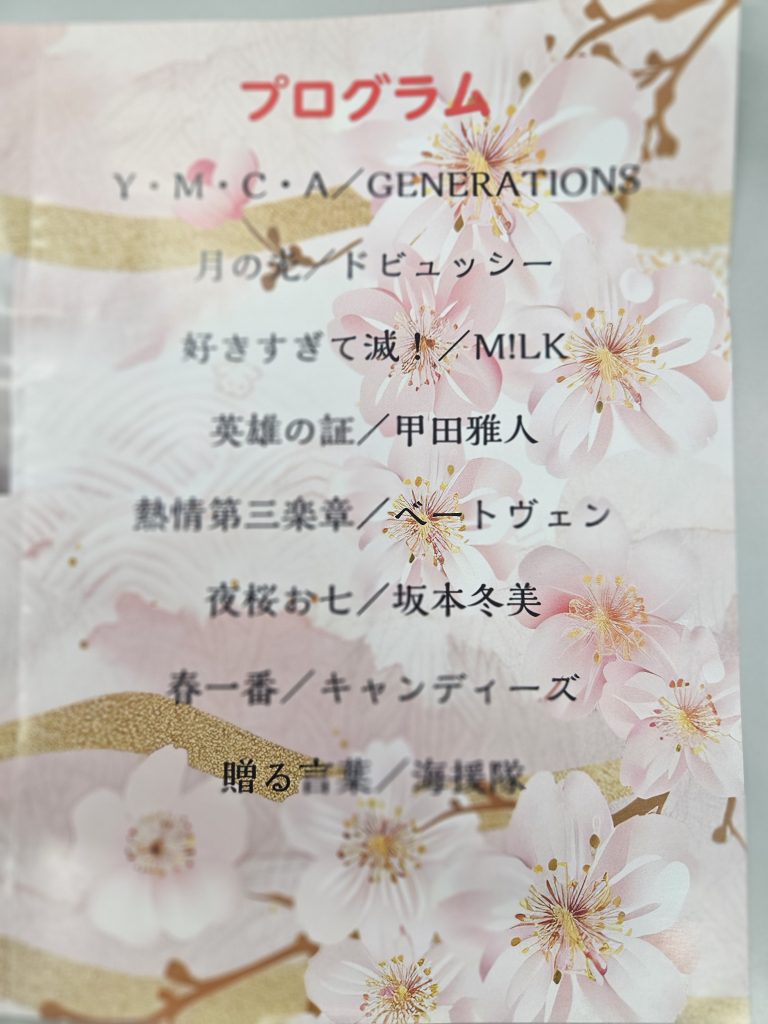 プログラム
Y・M・C・A／GENERATIONS
月の光／ドビュッシー
好きすぎて滅！／M!LK
英雄の証／甲田雅人
熱情第三楽章／ベートヴェン
夜桜お七／坂本冬美
春一番／キャンディーズ
贈る言葉／海援隊